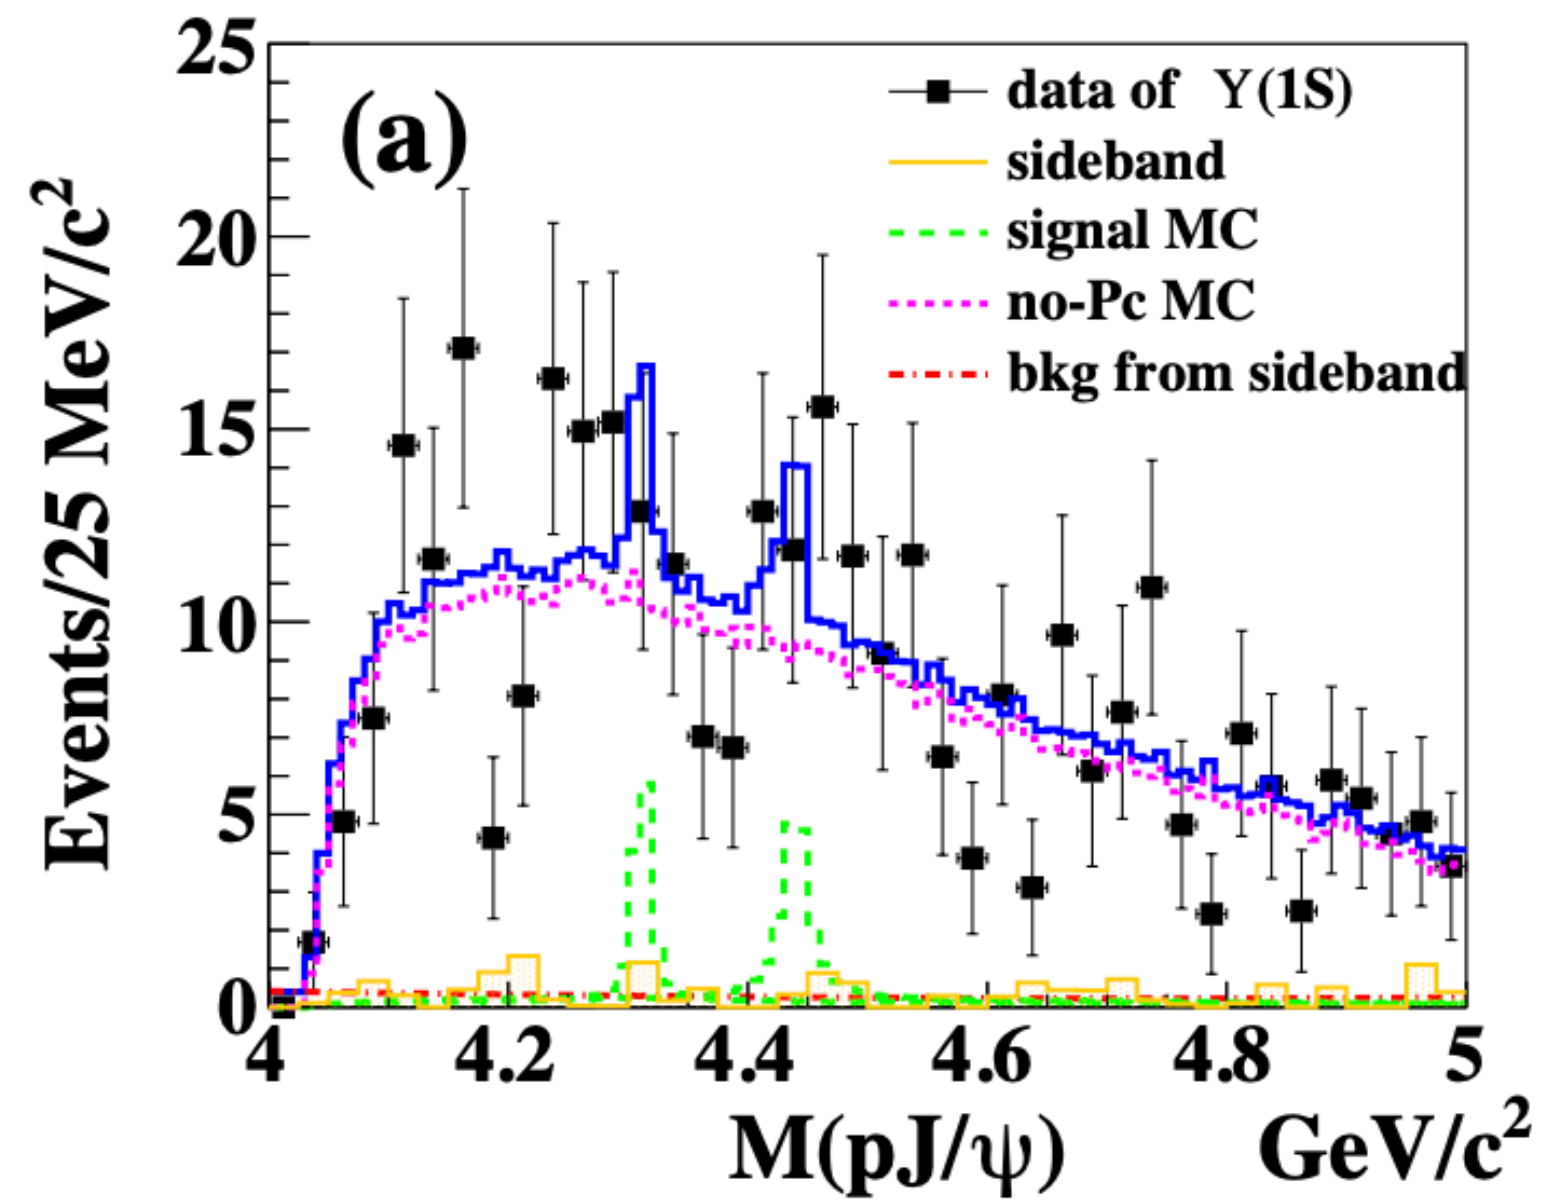 Events/25 MeV/c²
25
20
15
10
5
0
(a)
data of Υ(1S)
sideband
signal MC
no-Pc MC
bkg from sideband
4 4.2 4.4 4.6 4.8 5
M(pJ/ψ) GeV/c²